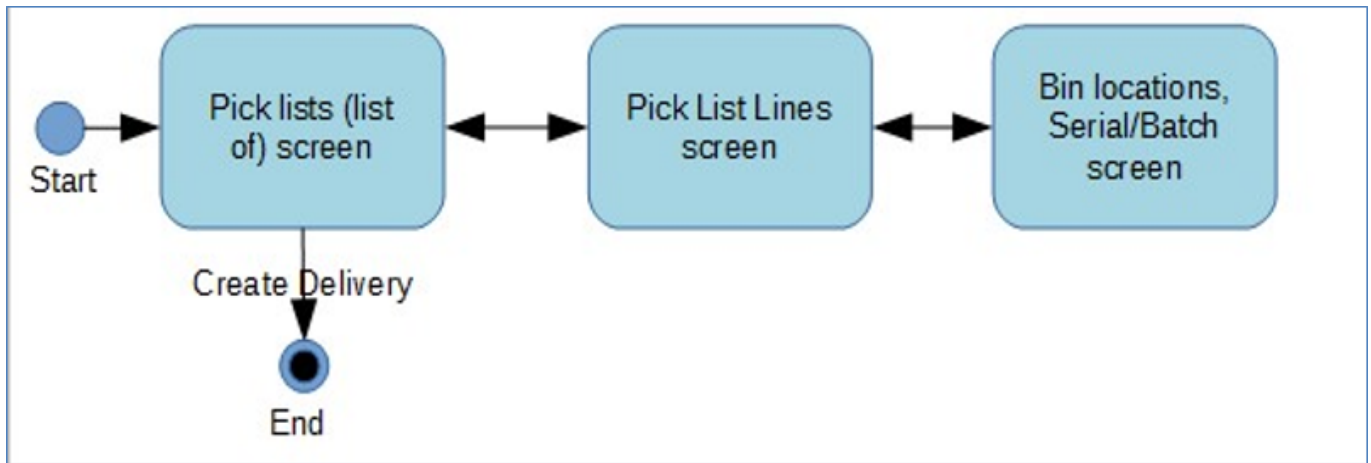 Pick lists (list
of) screen
Pick List Lines
screen
Bin locations,
Serial/Batch
screen
Start
Create Delivery
End